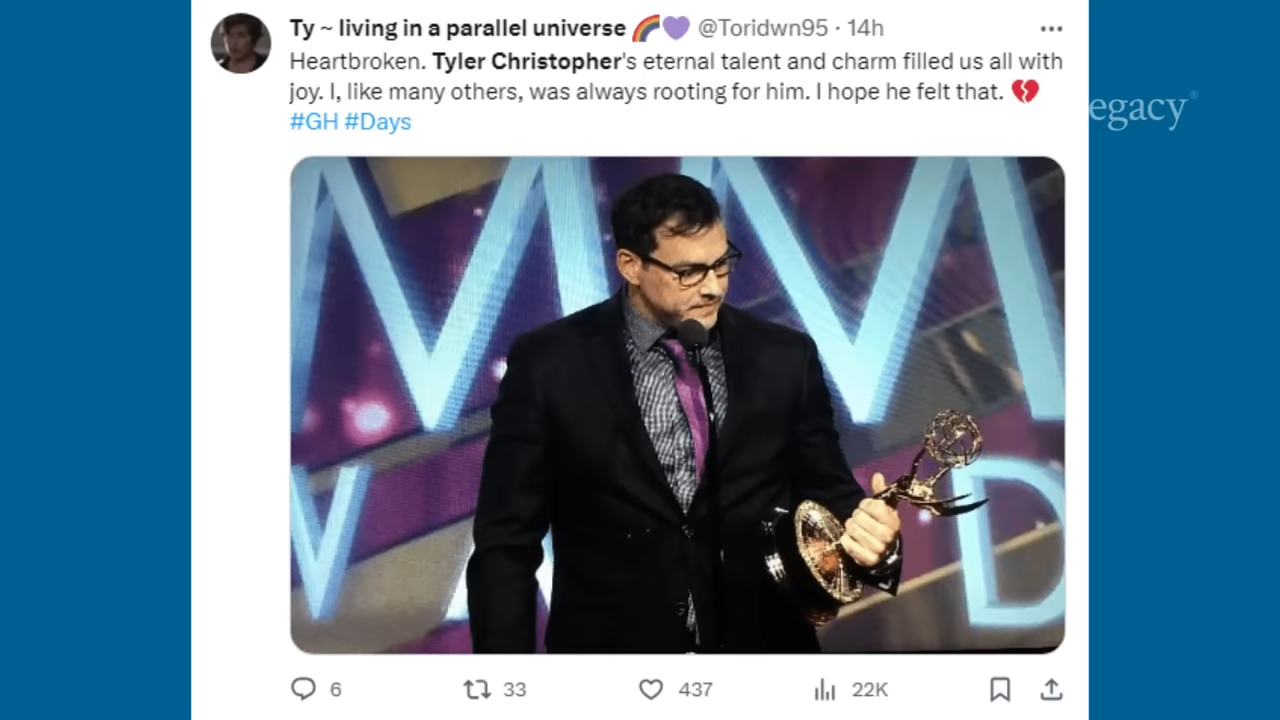 Ty ~ living in a parallel universe 🌈💜 @Toridwn95 · 14h
Heartbroken. Tyler Christopher's eternal talent and charm filled us all with
joy. I, like many others, was always rooting for him. I hope he felt that. 💔
#GH #Days
egacy®
MM
V A D
6 33 437 22K